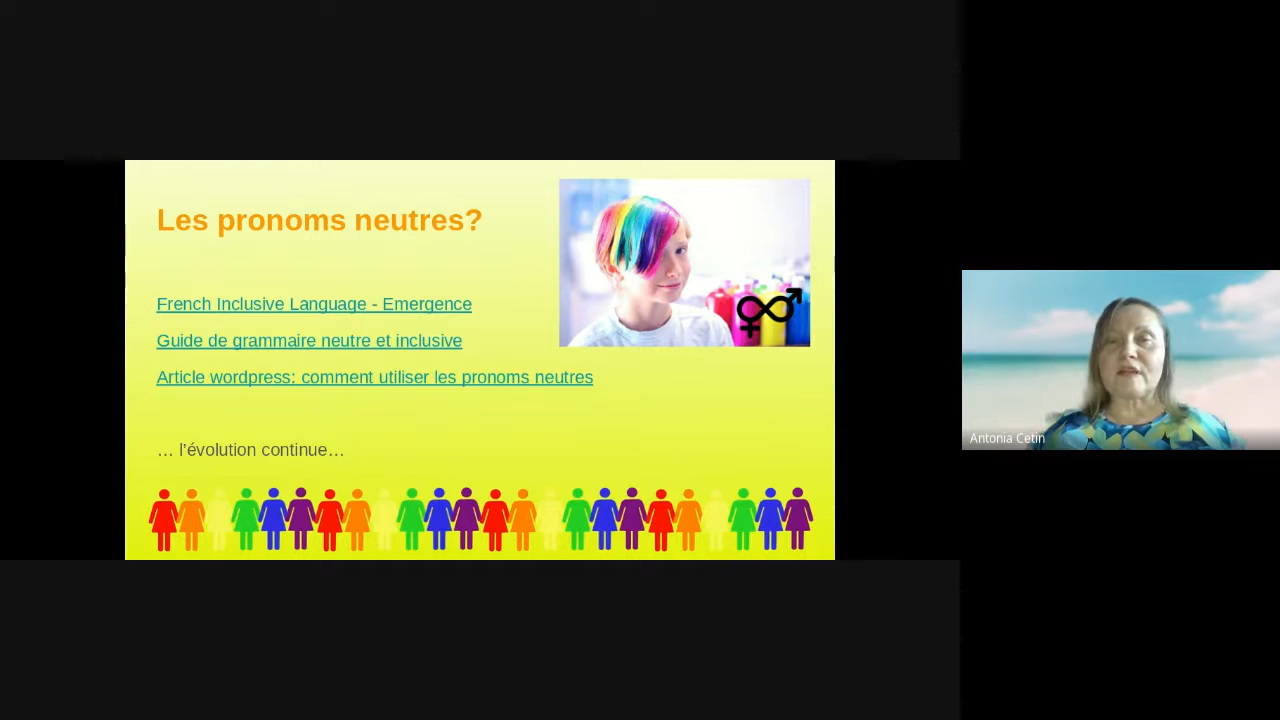 Les pronoms neutres?
French Inclusive Language - Emergence
Guide de grammaire neutre et inclusive
Article wordpress: comment utiliser les pronoms neutres
… l'évolution continue…
Antonia Cetin